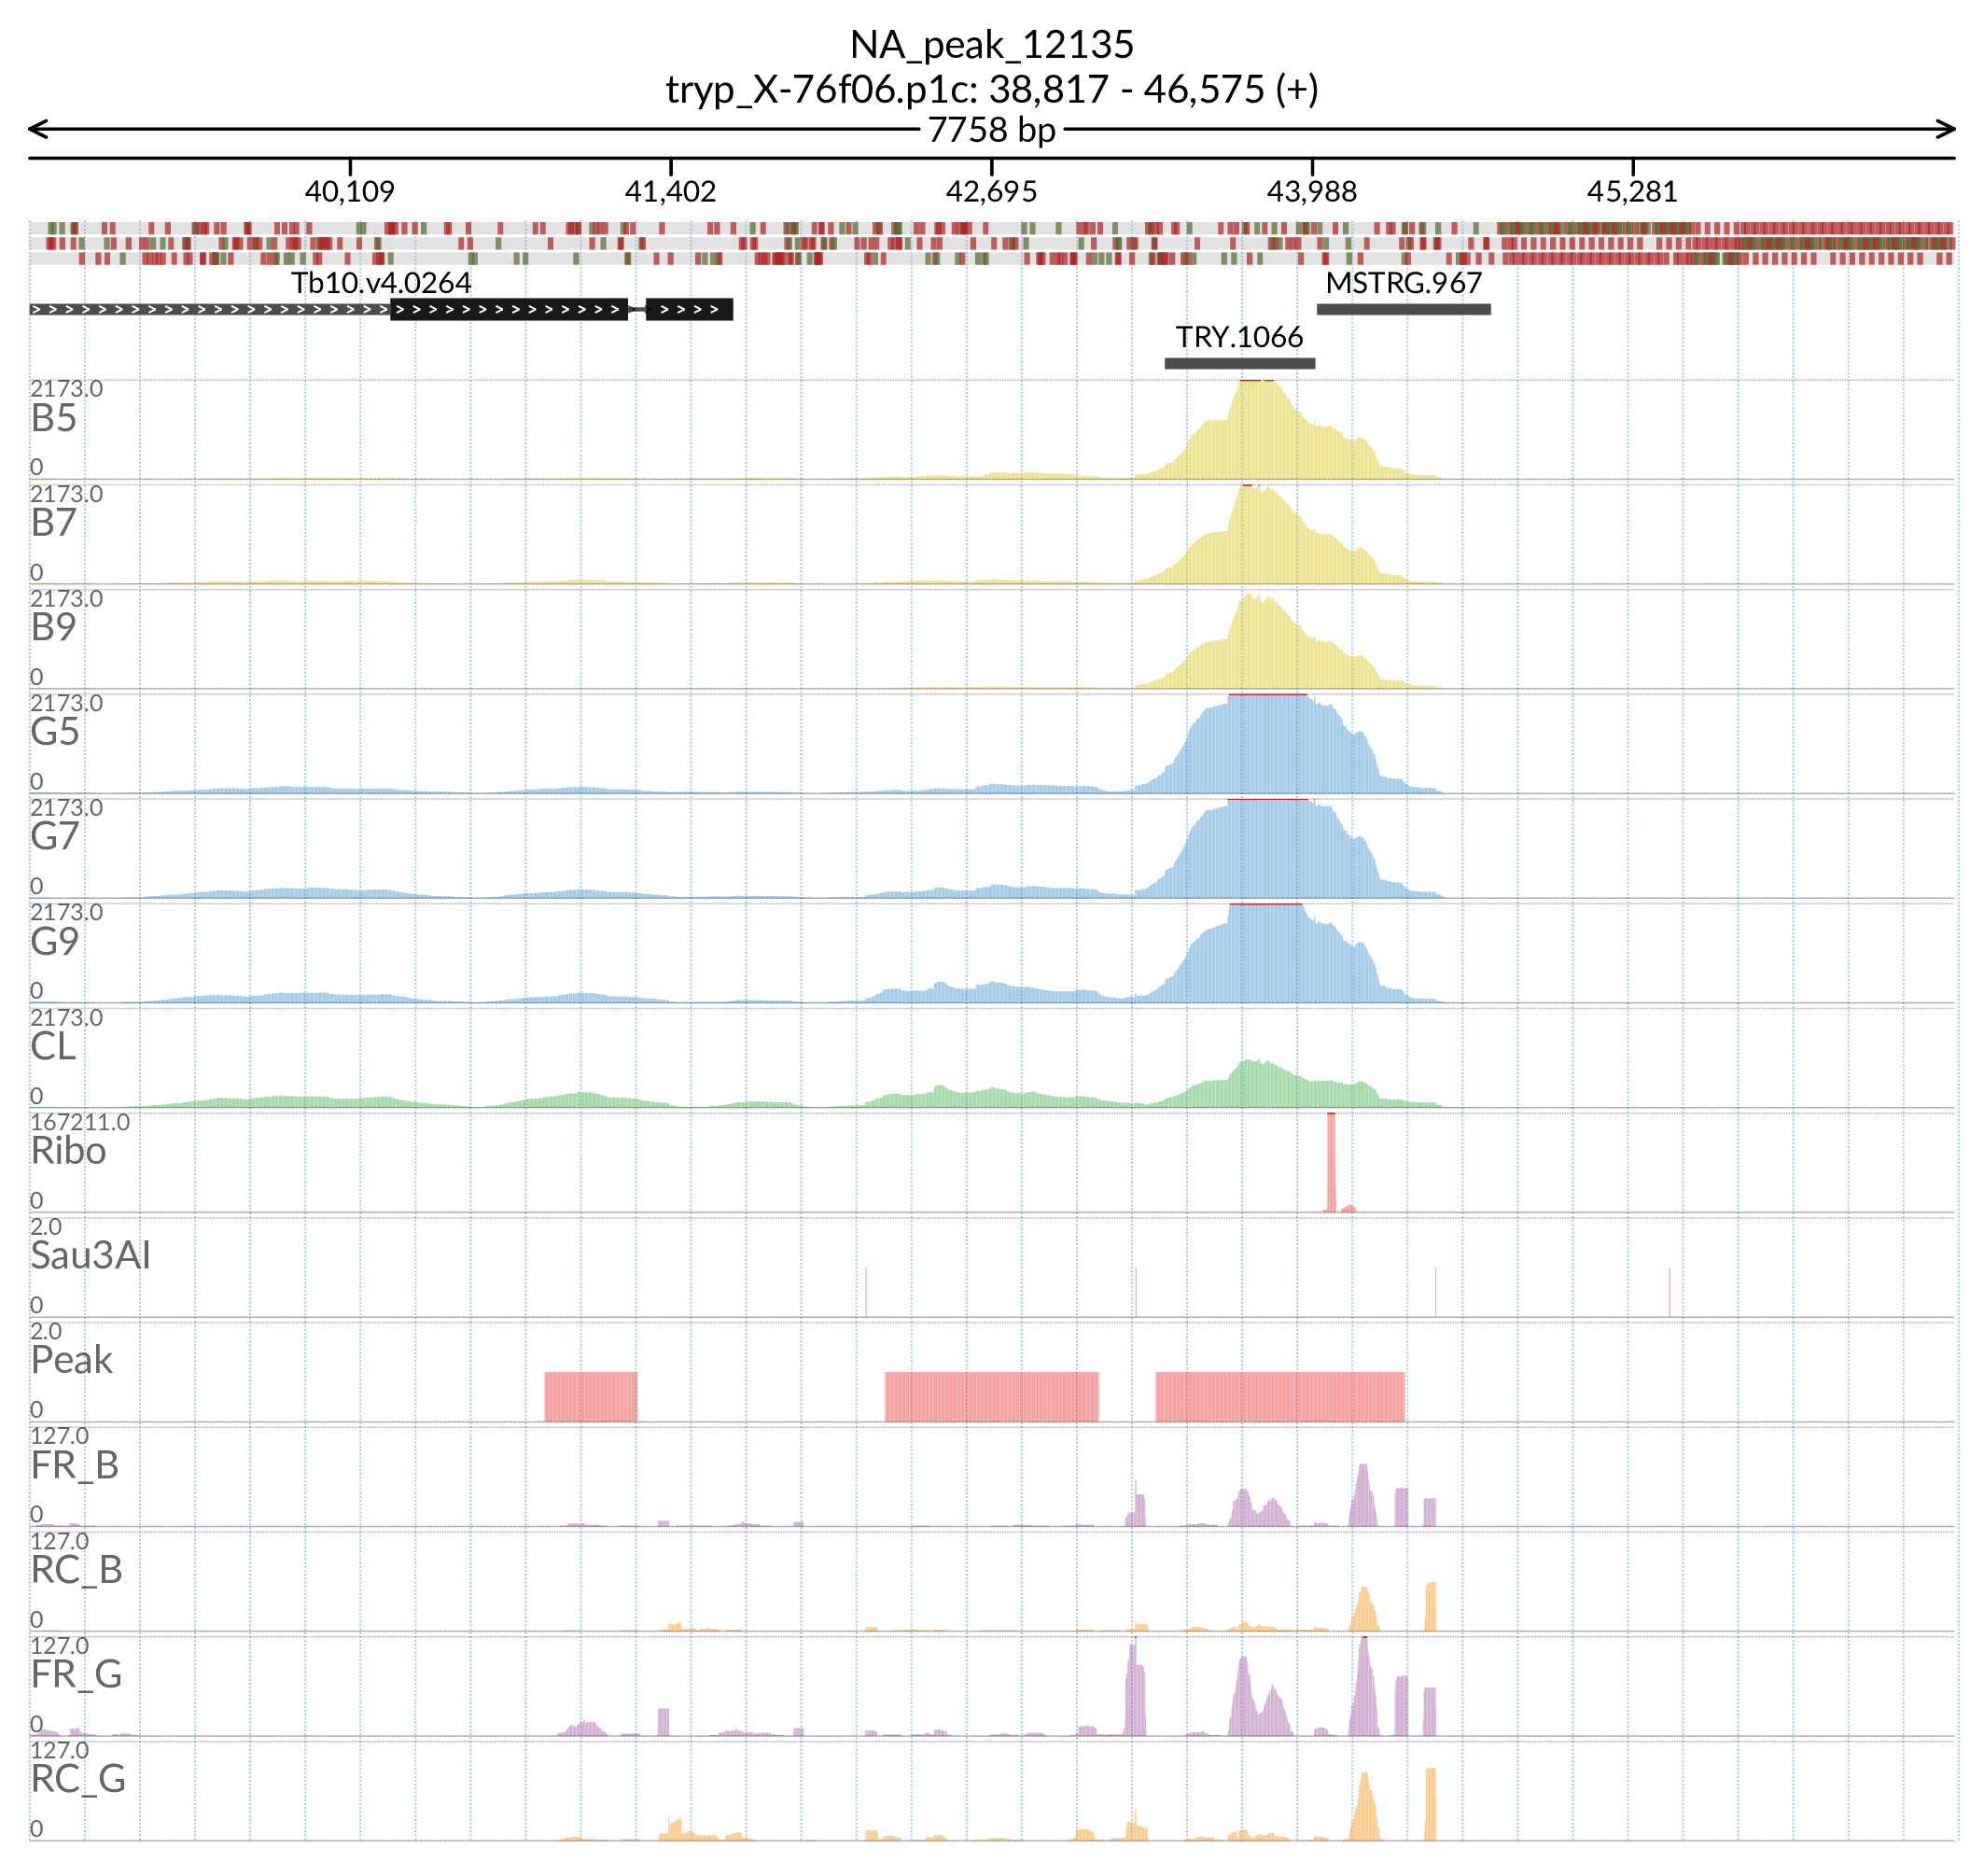 NA_peak_12135
tryp_X-76f06.p1c: 38,817 - 46,575 (+)
7758 bp
40,109 41,402 42,695 43,988 45,281
Tb10.v4.0264 MSTRG.967
TRY.1066
2173.0
B5
0
2173.0
B7
0
2173.0
B9
0
2173.0
G5
0
2173.0
G7
0
2173.0
G9
0
2173.0
CL
0
167211.0
Ribo
0
2.0
Sau3AI
0
2.0
Peak
0
127.0
FR_B
0
127.0
RC_B
0
127.0
FR_G
0
127.0
RC_G
0